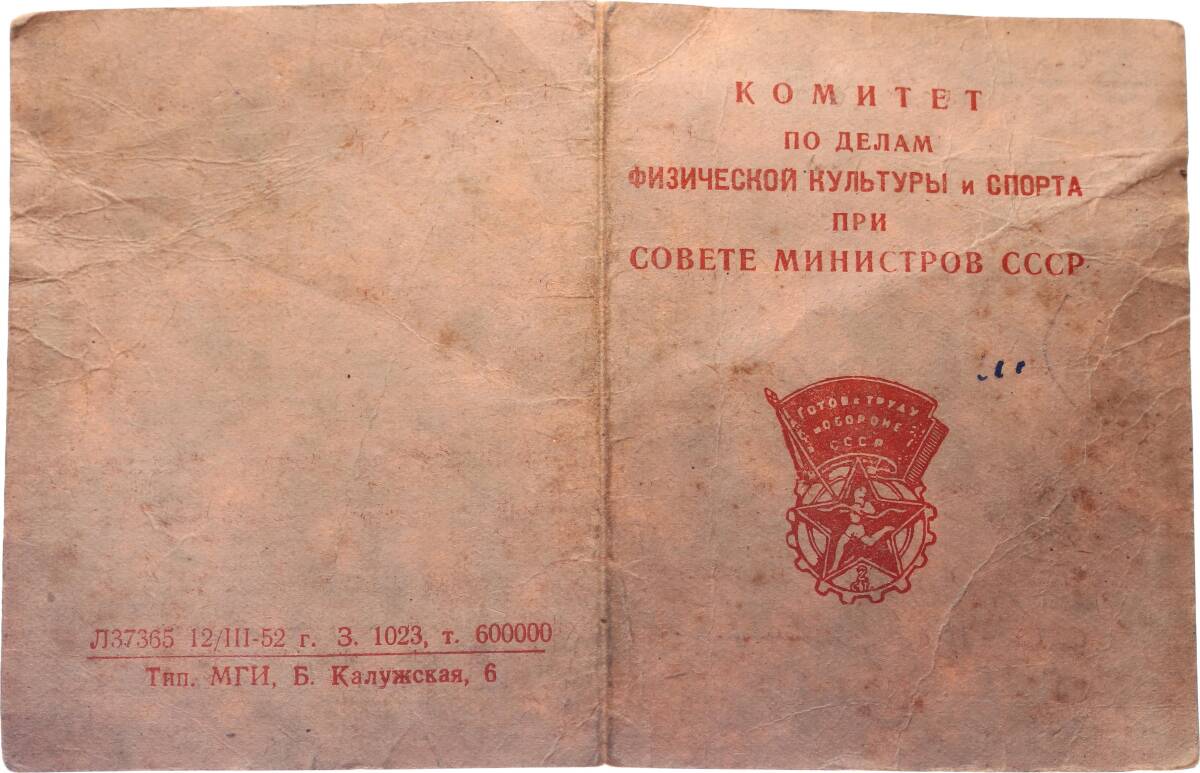 КОМИТЕТ
ПО ДЕЛАМ
ФИЗИЧЕСКОЙ КУЛЬТУРЫ и СПОРТА
ПРИ
СОВЕТЕ МИНИСТРОВ СССР
ГОТОВ к ТРУДУ
и ОБОРОНЕ
СССР
2
Л37365 12/III-52 г. З. 1023, т. 600000
Тип. МГИ, Б. Калужская, 6